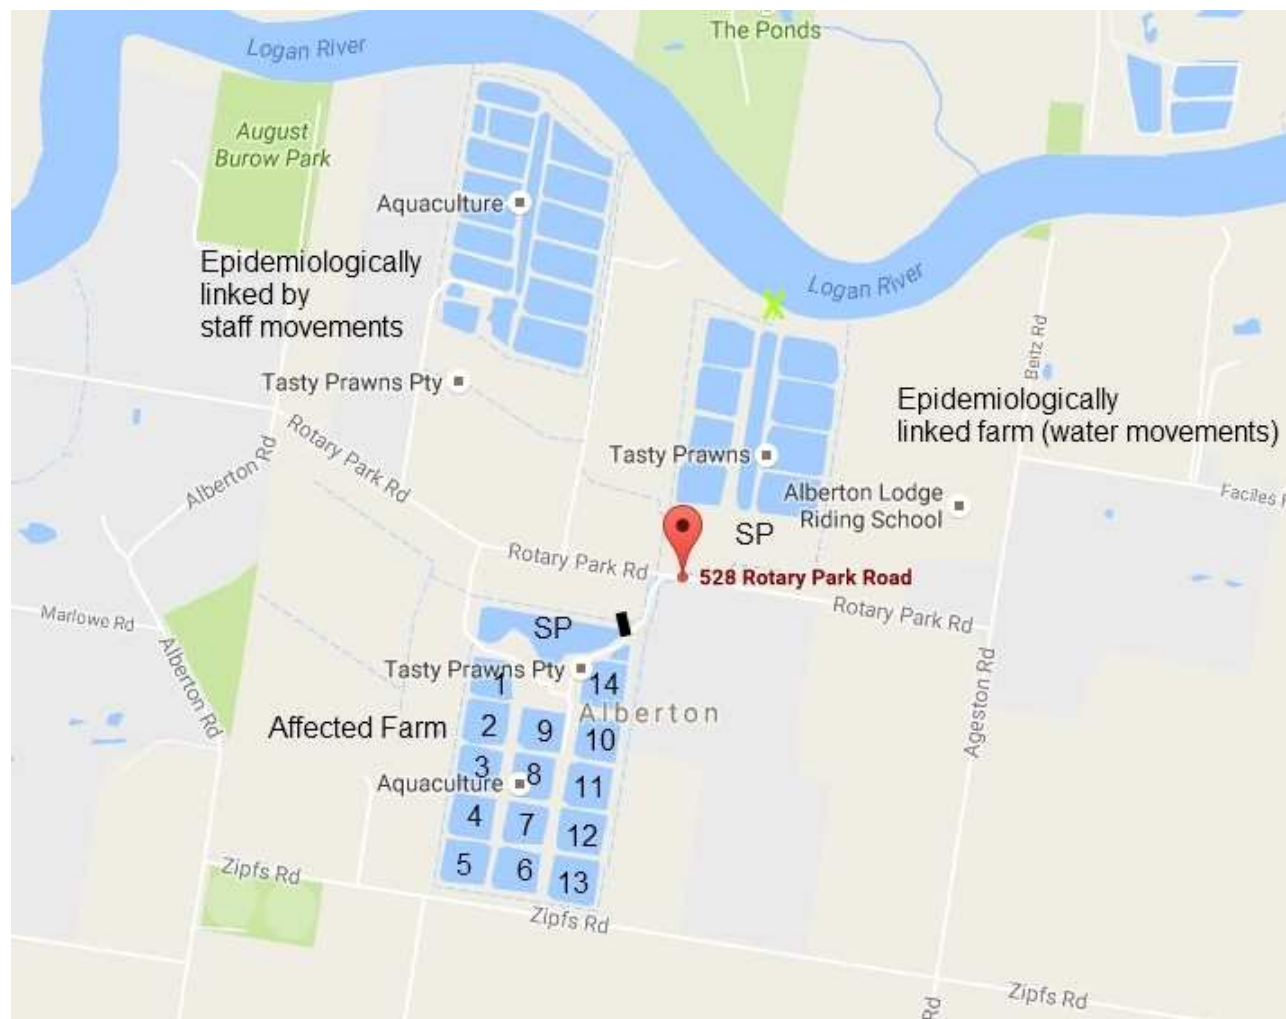 The Ponds
Logan River
August
Burow Park
Aquaculture
Epidemiologically
linked by
staff movements
Logan River
Tasty Prawns Pty
Beitz Rd
Epidemiologically
linked farm (water movements)
Rotary Park Rd
Alberton Rd
Tasty Prawns
Alberton Lodge
Riding School
Faciles R
SP
Rotary Park Rd
528 Rotary Park Road
Marlowe Rd
Rotary Park Rd
SP
Tasty Prawns Pty
1
14
Alberton Rd
Alberton
Affected Farm
2
9
10
Ageston Rd
3
8
Aquaculture
11
4
7
12
5
6
13
Zipfs Rd
Zipfs Rd
Zipfs Rd
Rd